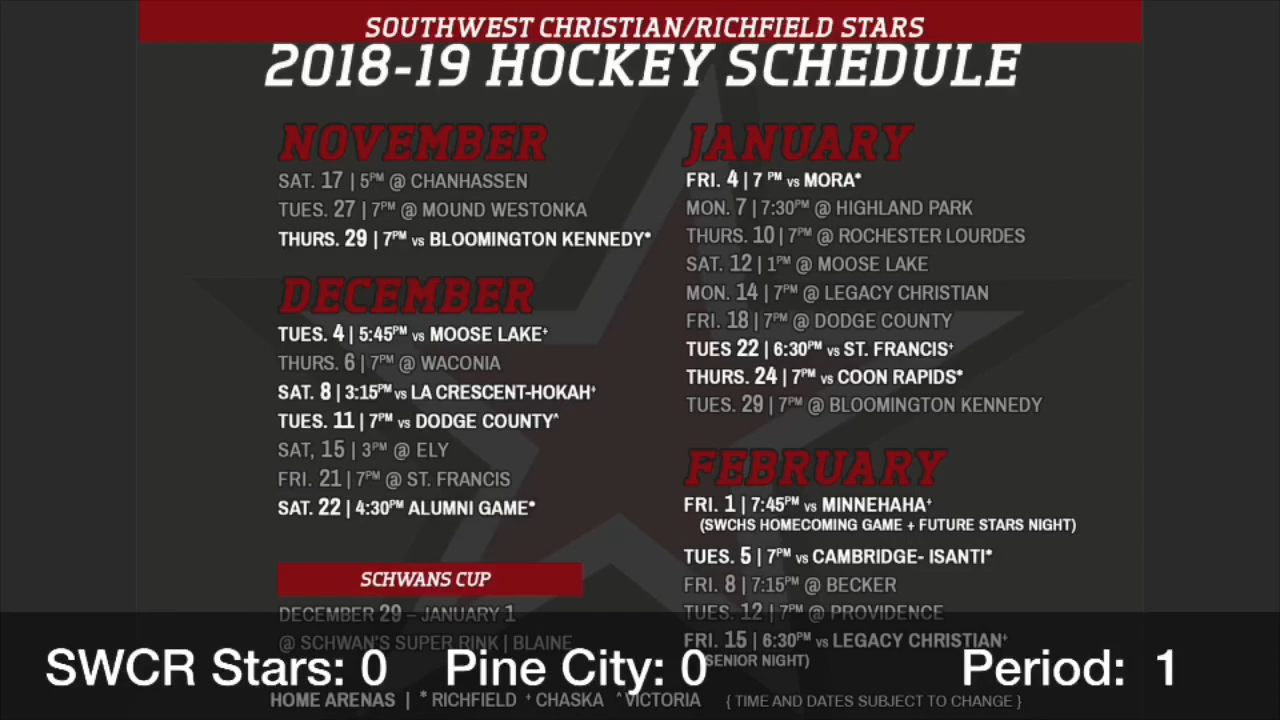 SOUTHWEST CHRISTIAN/RICHFIELD STARS
2018-19 HOCKEY SCHEDULE
NOVEMBER
SAT. 17 | 5PM @ CHANHASSEN
TUES. 27 | 7PM @ MOUND WESTONKA
THURS. 29 | 7PM vs BLOOMINGTON KENNEDY*
DECEMBER
TUES. 4 | 5:45PM vs MOOSE LAKE+
THURS. 6 | 7PM @ WACONIA
SAT. 8 | 3:15PM vs LA CRESCENT-HOKAH+
TUES. 11 | 7PM vs DODGE COUNTY^
SAT, 15 | 3PM @ ELY
FRI. 21 | 7PM @ ST. FRANCIS
SAT. 22 | 4:30PM ALUMNI GAME*
SCHWANS CUP
DECEMBER 29 – JANUARY 1
@ SCHWAN'S SUPER RINK | BLAINE
JANUARY
FRI. 4 | 7 PM vs MORA*
MON. 7 | 7:30PM @ HIGHLAND PARK
THURS. 10 | 7PM @ ROCHESTER LOURDES
SAT. 12 | 1PM @ MOOSE LAKE
MON. 14 | 7PM @ LEGACY CHRISTIAN
FRI. 18 | 7PM @ DODGE COUNTY
TUES 22 | 6:30PM vs ST. FRANCIS+
THURS. 24 | 7PM vs COON RAPIDS*
TUES. 29 | 7PM @ BLOOMINGTON KENNEDY
FEBRUARY
FRI. 1 | 7:45PM vs MINNEHAHA+
(SWCHS HOMECOMING GAME + FUTURE STARS NIGHT)
TUES. 5 | 7PM vs CAMBRIDGE- ISANTI*
FRI. 8 | 7:15PM @ BECKER
TUES. 12 | 7PM @ PROVIDENCE
FRI. 15 | 6:30PM vs LEGACY CHRISTIAN+
(SENIOR NIGHT)
SWCR Stars: 0 Pine City: 0 Period: 1
HOME ARENAS | * RICHFIELD + CHASKA ^ VICTORIA { TIME AND DATES SUBJECT TO CHANGE }